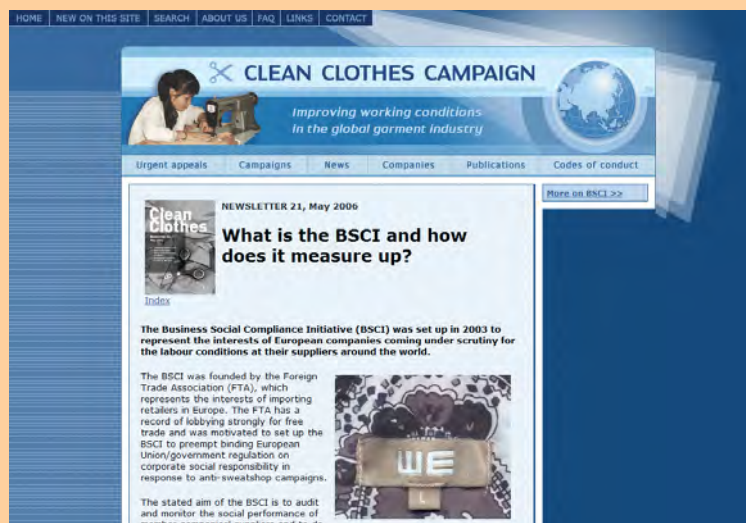 HOME NEW ON THIS SITE SEARCH ABOUT US FAQ LINKS CONTACT
CLEAN CLOTHES CAMPAIGN
Improving working conditions
in the global garment industry
Urgent appeals Campaigns News Companies Publications Codes of conduct
More on BSCI >>
Clean
Clothes
NEWSLETTER 21, May 2006
What is the BSCI and how
does it measure up?
Index
The Business Social Compliance Initiative (BSCI) was set up in 2003 to
represent the interests of European companies coming under scrutiny for
the labour conditions at their suppliers around the world.
The BSCI was founded by the Foreign
Trade Association (FTA), which
represents the interests of importing
retailers in Europe. The FTA has a
record of lobbying strongly for free
trade and was motivated to set up the
BSCI to preempt binding European
Union/government regulation on
corporate social responsibility in
response to anti-sweatshop campaigns.
WE
L
The stated aim of the BSCI is to audit
and monitor the social performance of